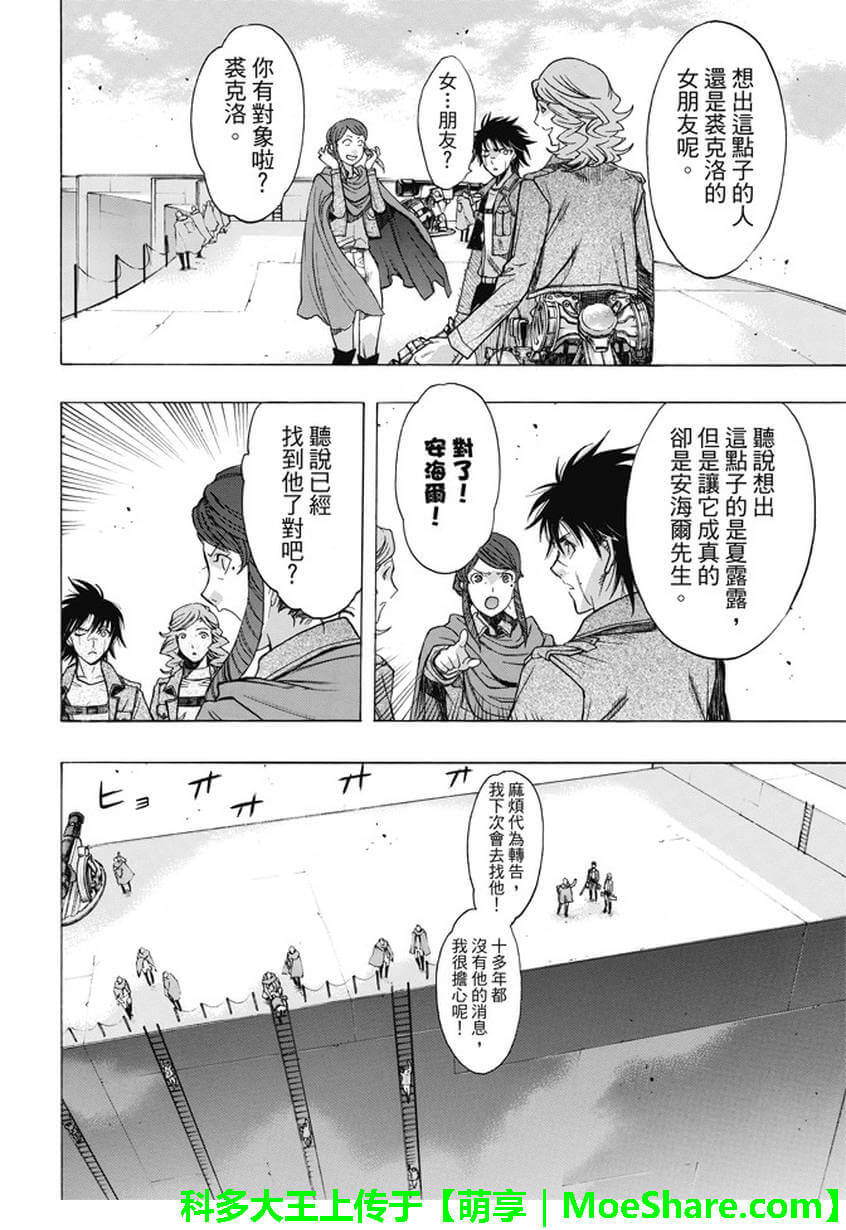 想出這點子的人
還是裘克洛的
女朋友呢。
女…朋友？
你有對象啦？
裘克洛。
聽說想出
這點子的是夏露露，
但是讓它成真的
卻是安海爾先生。
對了！
安海爾！
聽說已經
找到他了對吧？
麻煩代為轉告，
我下次會去找他！
十多年都
沒有他的消息，
我很擔心呢！
ヒョオオオ
科多大王上传于【萌享｜MoeShare.com】